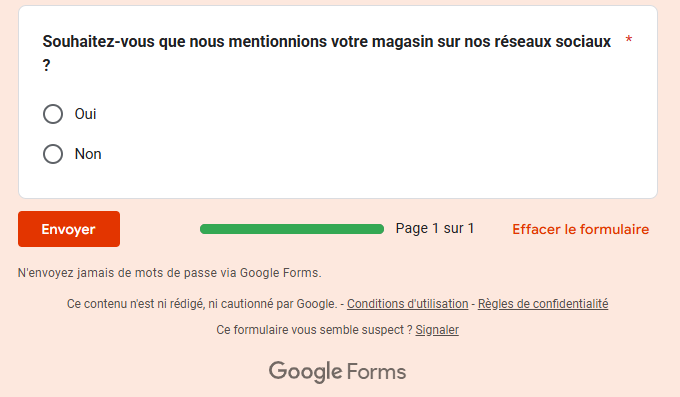 Souhaitez-vous que nous mentionnions votre magasin sur nos réseaux sociaux *
?
Oui
Non
Envoyer
Page 1 sur 1
Effacer le formulaire
N'envoyez jamais de mots de passe via Google Forms.
Ce contenu n'est ni rédigé, ni cautionné par Google. - Conditions d'utilisation - Règles de confidentialité
Ce formulaire vous semble suspect ? Signaler
Google Forms